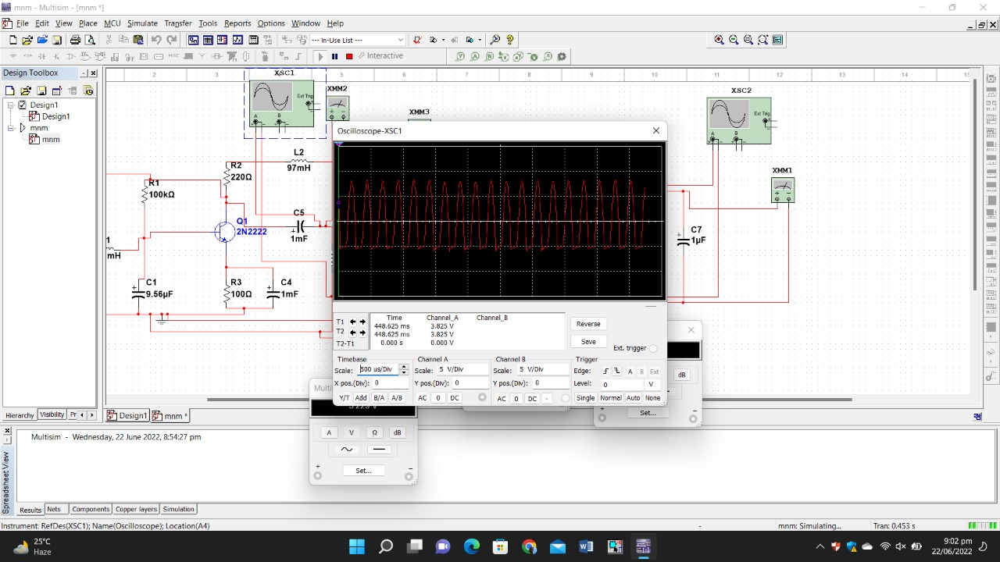 mnm - Multisim - [mnm *]
File Edit View Place MCU Simulate Transfer Tools Reports Options Window Help
--- In-Use List ---
Interactive
Design Toolbox
2 3 5 6 7 8 9 10 11 12 13 14
Design1
Design1
mnm
mnm
XSC1
Ext Trig
A B
XMM2
XMM3
XSC2
Ext Trig
A B
XMM1
L2
97mH
R2
220Ω
R1
100kΩ
Q1
2N2222
C5
1mF
1
mH
C1
9.56µF
R3
100Ω
C4
1mF
C7
1µF
Oscilloscope-XSC1
T1
T2
T2-T1
Time Channel_A Channel_B
448.625 ms 3.825 V
448.625 ms 3.825 V
0.000 s 0.000 V
Reverse
Save
Ext. trigger
Timebase
Scale: 500 us/Div
X pos.(Div): 0
Y/T Add B/A A/B
Channel A
Scale: 5 V/Div
Y pos.(Div): 0
AC 0 DC
Channel B
Scale: 5 V/Div
Y pos.(Div): 0
AC 0 DC -
Trigger
Edge: A B Ext
Level: 0 V
Single Normal Auto None
dB
Set...
Multi
A V Ω dB
+ -
Set...
Hierarchy Visibility Pr
Design1 mnm *
Spreadsheet View
Multisim - Wednesday, 22 June 2022, 8:54:27 pm
Results Nets Components Copper layers Simulation
Instrument: RefDes(XSC1); Name(Oscilloscope); Location(A4) - mnm: Simulating... Tran: 0.453 s
25°C
Haze
9:02 pm
22/06/2022